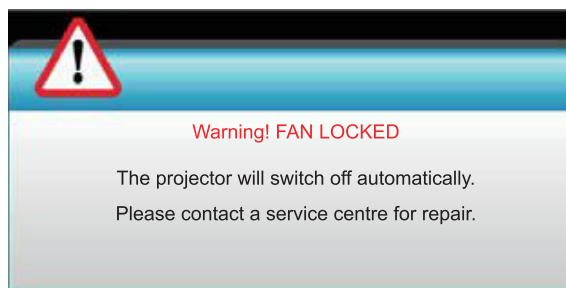 Warning! FAN LOCKED
The projector will switch off automatically.
Please contact a service centre for repair.